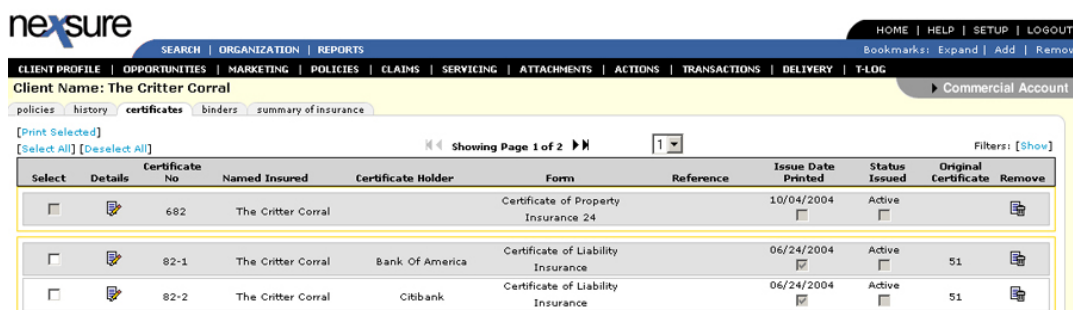 nexsure
HOME | HELP | SETUP | LOGOUT
SEARCH | ORGANIZATION | REPORTS
Bookmarks: Expand | Add | Remov
CLIENT PROFILE | OPPORTUNITIES | MARKETING | POLICIES | CLAIMS | SERVICING | ATTACHMENTS | ACTIONS | TRANSACTIONS | DELIVERY | T-LOG
Client Name: The Critter Corral
Commercial Account
policies history certificates binders summary of insurance
[Print Selected]
[Select All] [Deselect All] Showing Page 1 of 2 1 Filters: [Show]
Select Details Certificate No Named Insured Certificate Holder Form Reference Issue Date Printed Status Issued Original Certificate Remove
682 The Critter Corral Certificate of Property Insurance 24 10/04/2004 Active
82-1 The Critter Corral Bank Of America Certificate of Liability Insurance 06/24/2004 Active 51
82-2 The Critter Corral Citibank Certificate of Liability Insurance 06/24/2004 Active 51